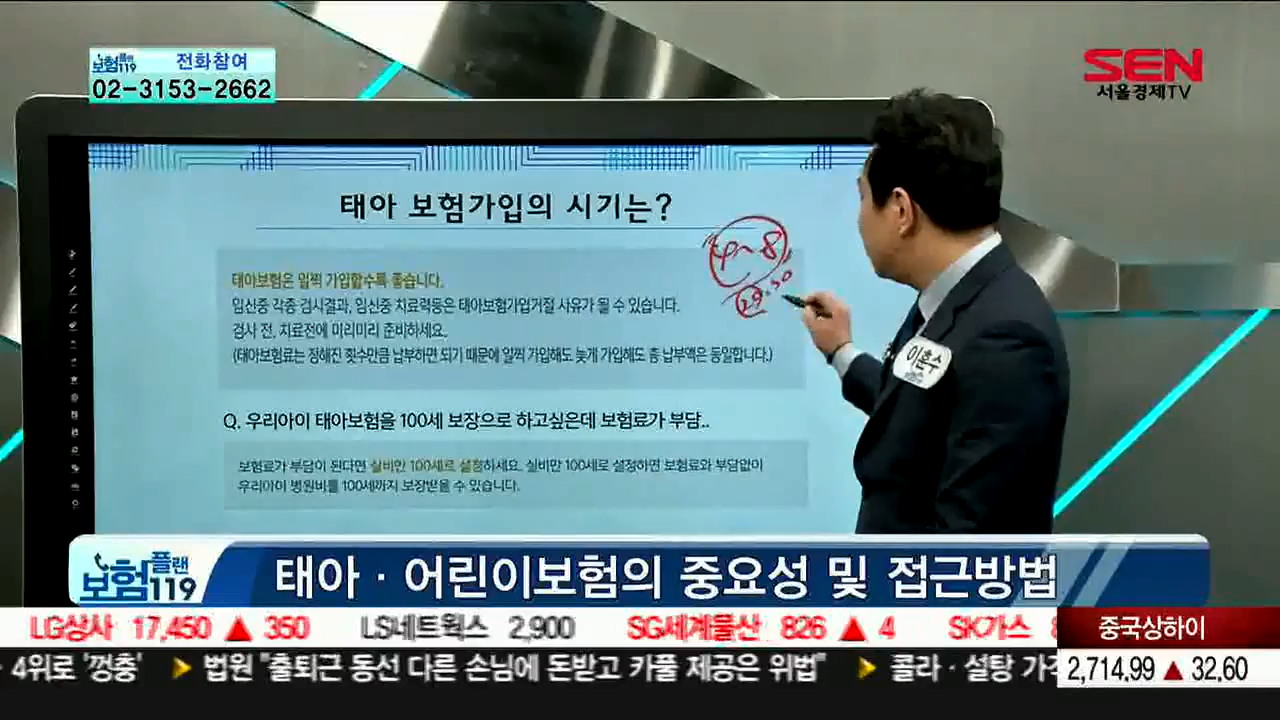 보험플랜119
전화참여
02-3153-2662
SEN
서울경제TV
태아 보험가입의 시기는?
4~8
29.30
태아보험은 일찍 가입할수록 좋습니다.
임신중 각종 검사결과, 임신중 치료력등은 태아보험가입거절 사유가 될 수 있습니다.
검사 전, 치료전에 미리미리 준비하세요.
(태아보험료는 정해진 횟수만큼 납부하면 되기 때문에 일찍 가입해도 늦게 가입해도 총 납부액은 동일합니다.)
이춘수
Q. 우리아이 태아보험을 100세 보장으로 하고싶은데 보험료가 부담..
보험료가 부담이 된다면 실비만 100세로 설정하세요. 실비만 100세로 설정하면 보험료와 부담없이
우리아이 병원비를 100세까지 보장받을 수 있습니다.
보험플랜119
태아·어린이보험의 중요성 및 접근방법
LG상사 17,450 ▲ 350 LS네트웍스 2,900 SG세계물산 826 ▲ 4 SK가스
중국상하이
4위로 '껑충' ▶ 법원 "출퇴근 동선 다른 손님에 돈받고 카풀 제공은 위법" ▶ 콜라·설탕 가
2,714.99 ▲ 32.60